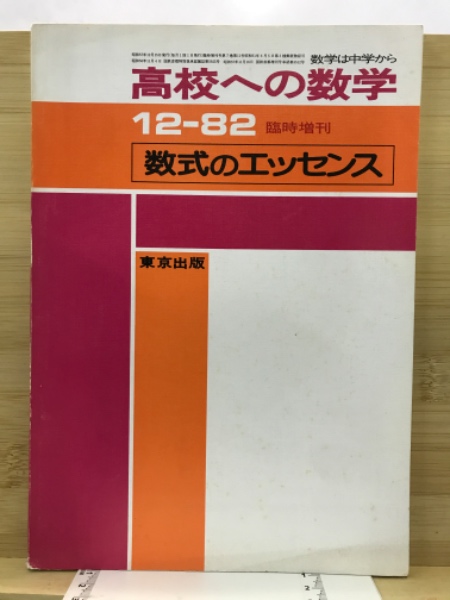 数学は中学から
高校への数学
12-82 臨時増刊
数式のエッセンス
東京出版